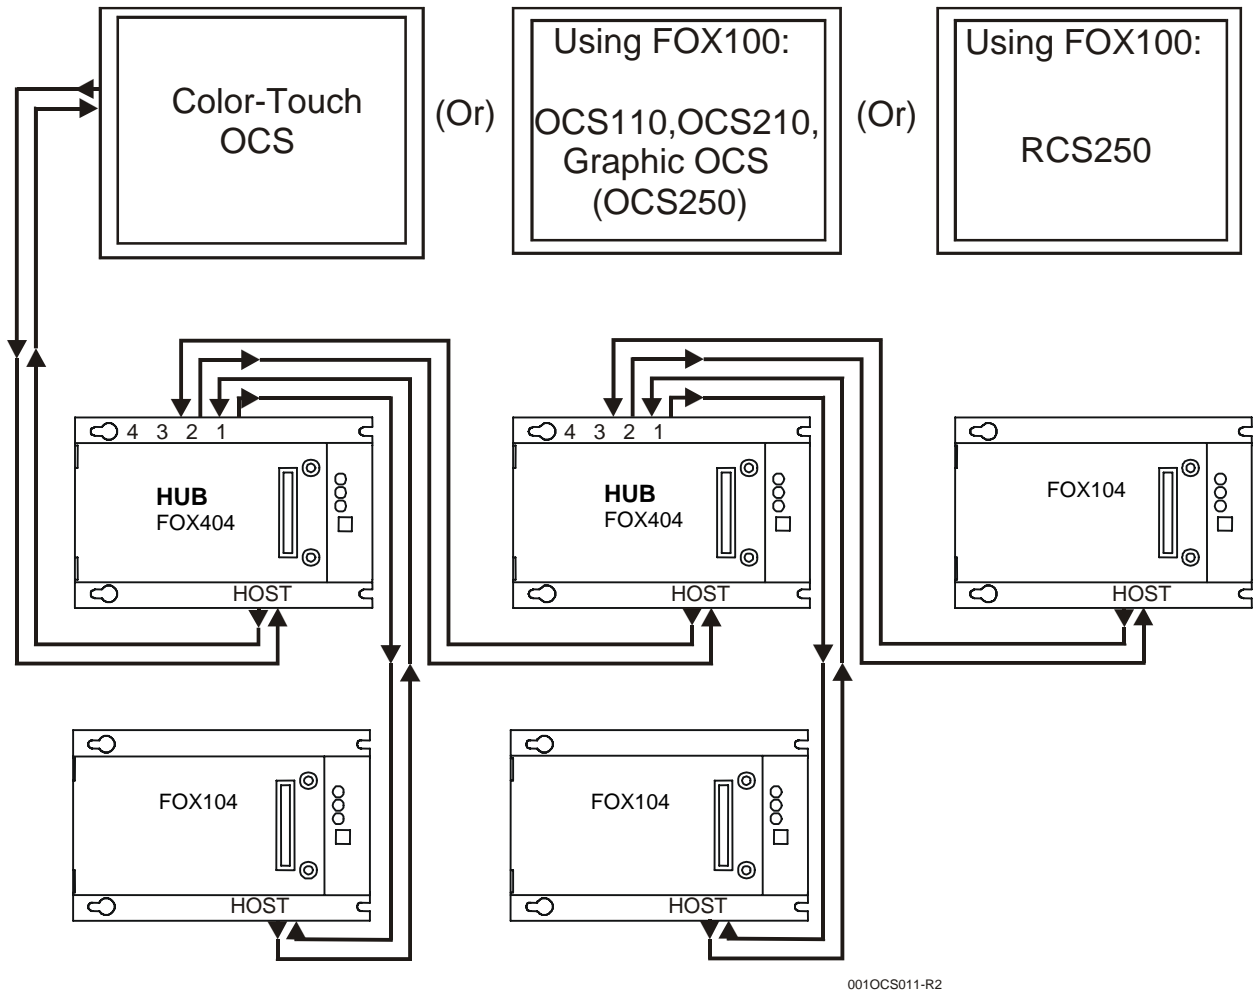 Color-Touch
OCS
(Or)
Using FOX100:
OCS110,OCS210,
Graphic OCS
(OCS250)
(Or)
Using FOX100:
RCS250
4 3 2 1
HUB
FOX404
HOST
4 3 2 1
HUB
FOX404
HOST
FOX104
HOST
FOX104
HOST
FOX104
HOST
001OCS011-R2